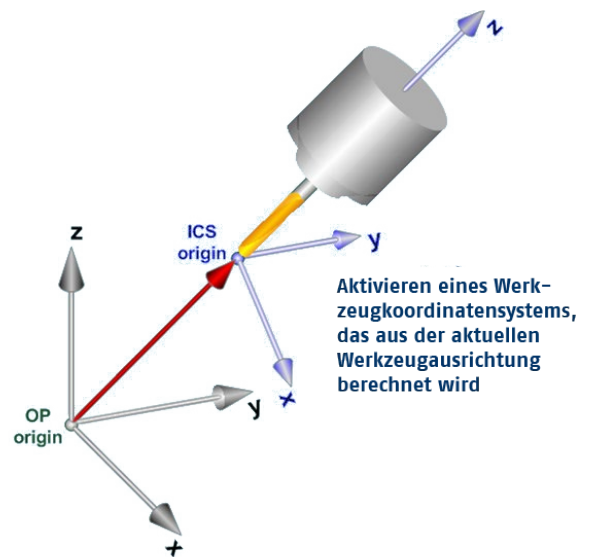 z
ICS
origin
y
z
Aktivieren eines Werk-
zeugkoordinatensystems,
das aus der aktuellen
Werkzeugausrichtung
berechnet wird
x
OP
origin
y
x